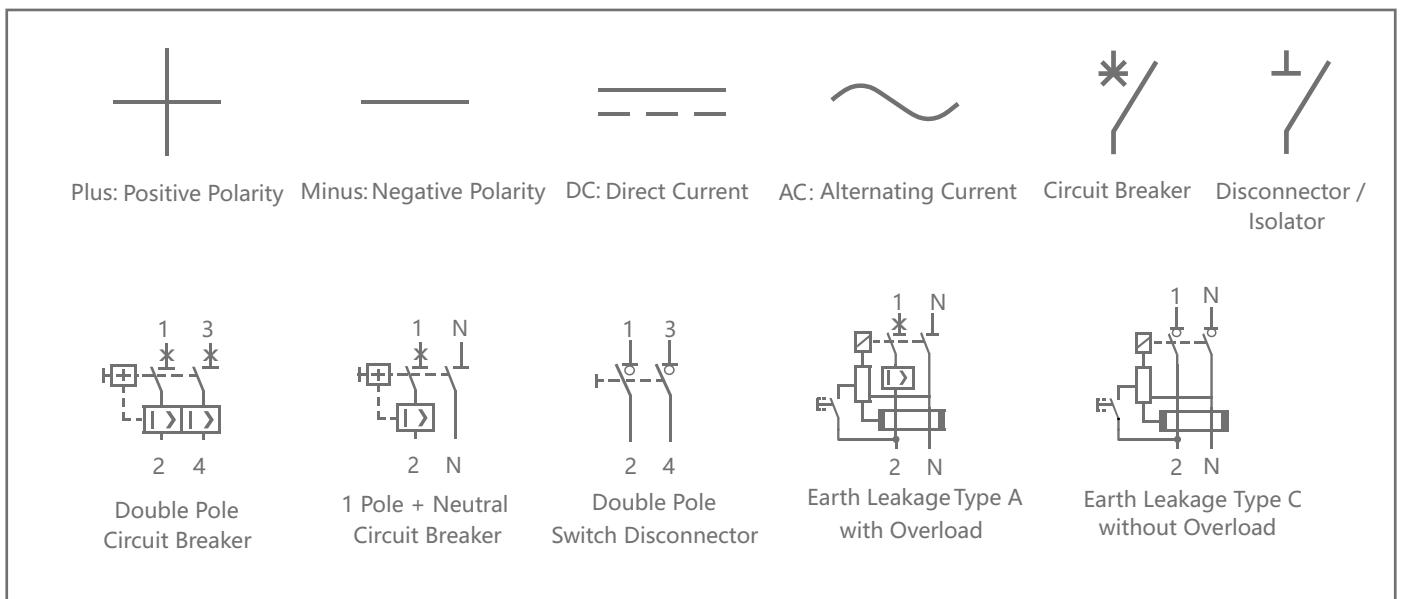 Plus: Positive Polarity
Minus: Negative Polarity
DC: Direct Current
AC: Alternating Current
Circuit Breaker
Disconnector /
Isolator
1 3
2 4
Double Pole
Circuit Breaker
1 N
2 N
1 Pole + Neutral
Circuit Breaker
1 3
2 4
Double Pole
Switch Disconnector
1 N
2 N
Earth Leakage Type A
with Overload
1 N
2 N
Earth Leakage Type C
without Overload